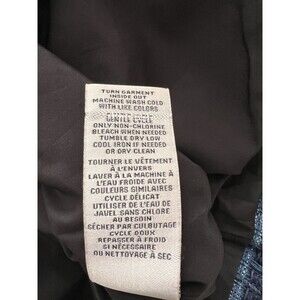 TURN GARMENT
INSIDE OUT
MACHINE WASH COLD
WITH LIKE COLORS
GENTLE CYCLE
ONLY NON-CHLORINE
BLEACH WHEN NEEDED
TUMBLE DRY LOW
COOL IRON IF NEEDED
OR DRY CLEAN
TOURNER LE VÊTEMENT
À L'ENVERS
LAVER À LA MACHINE À
L'EAU FROIDE AVEC
COULEURS SIMILAIRES
CYCLE DÉLICAT
UTILISER DE L'EAU DE
JAVEL SANS CHLORE
AU BESOIN
SÉCHER PAR CULBUTAGE
CYCLE DOUX
REPASSER À FROID
SI NÉCESSAIRE
OU NETTOYAGE À SEC